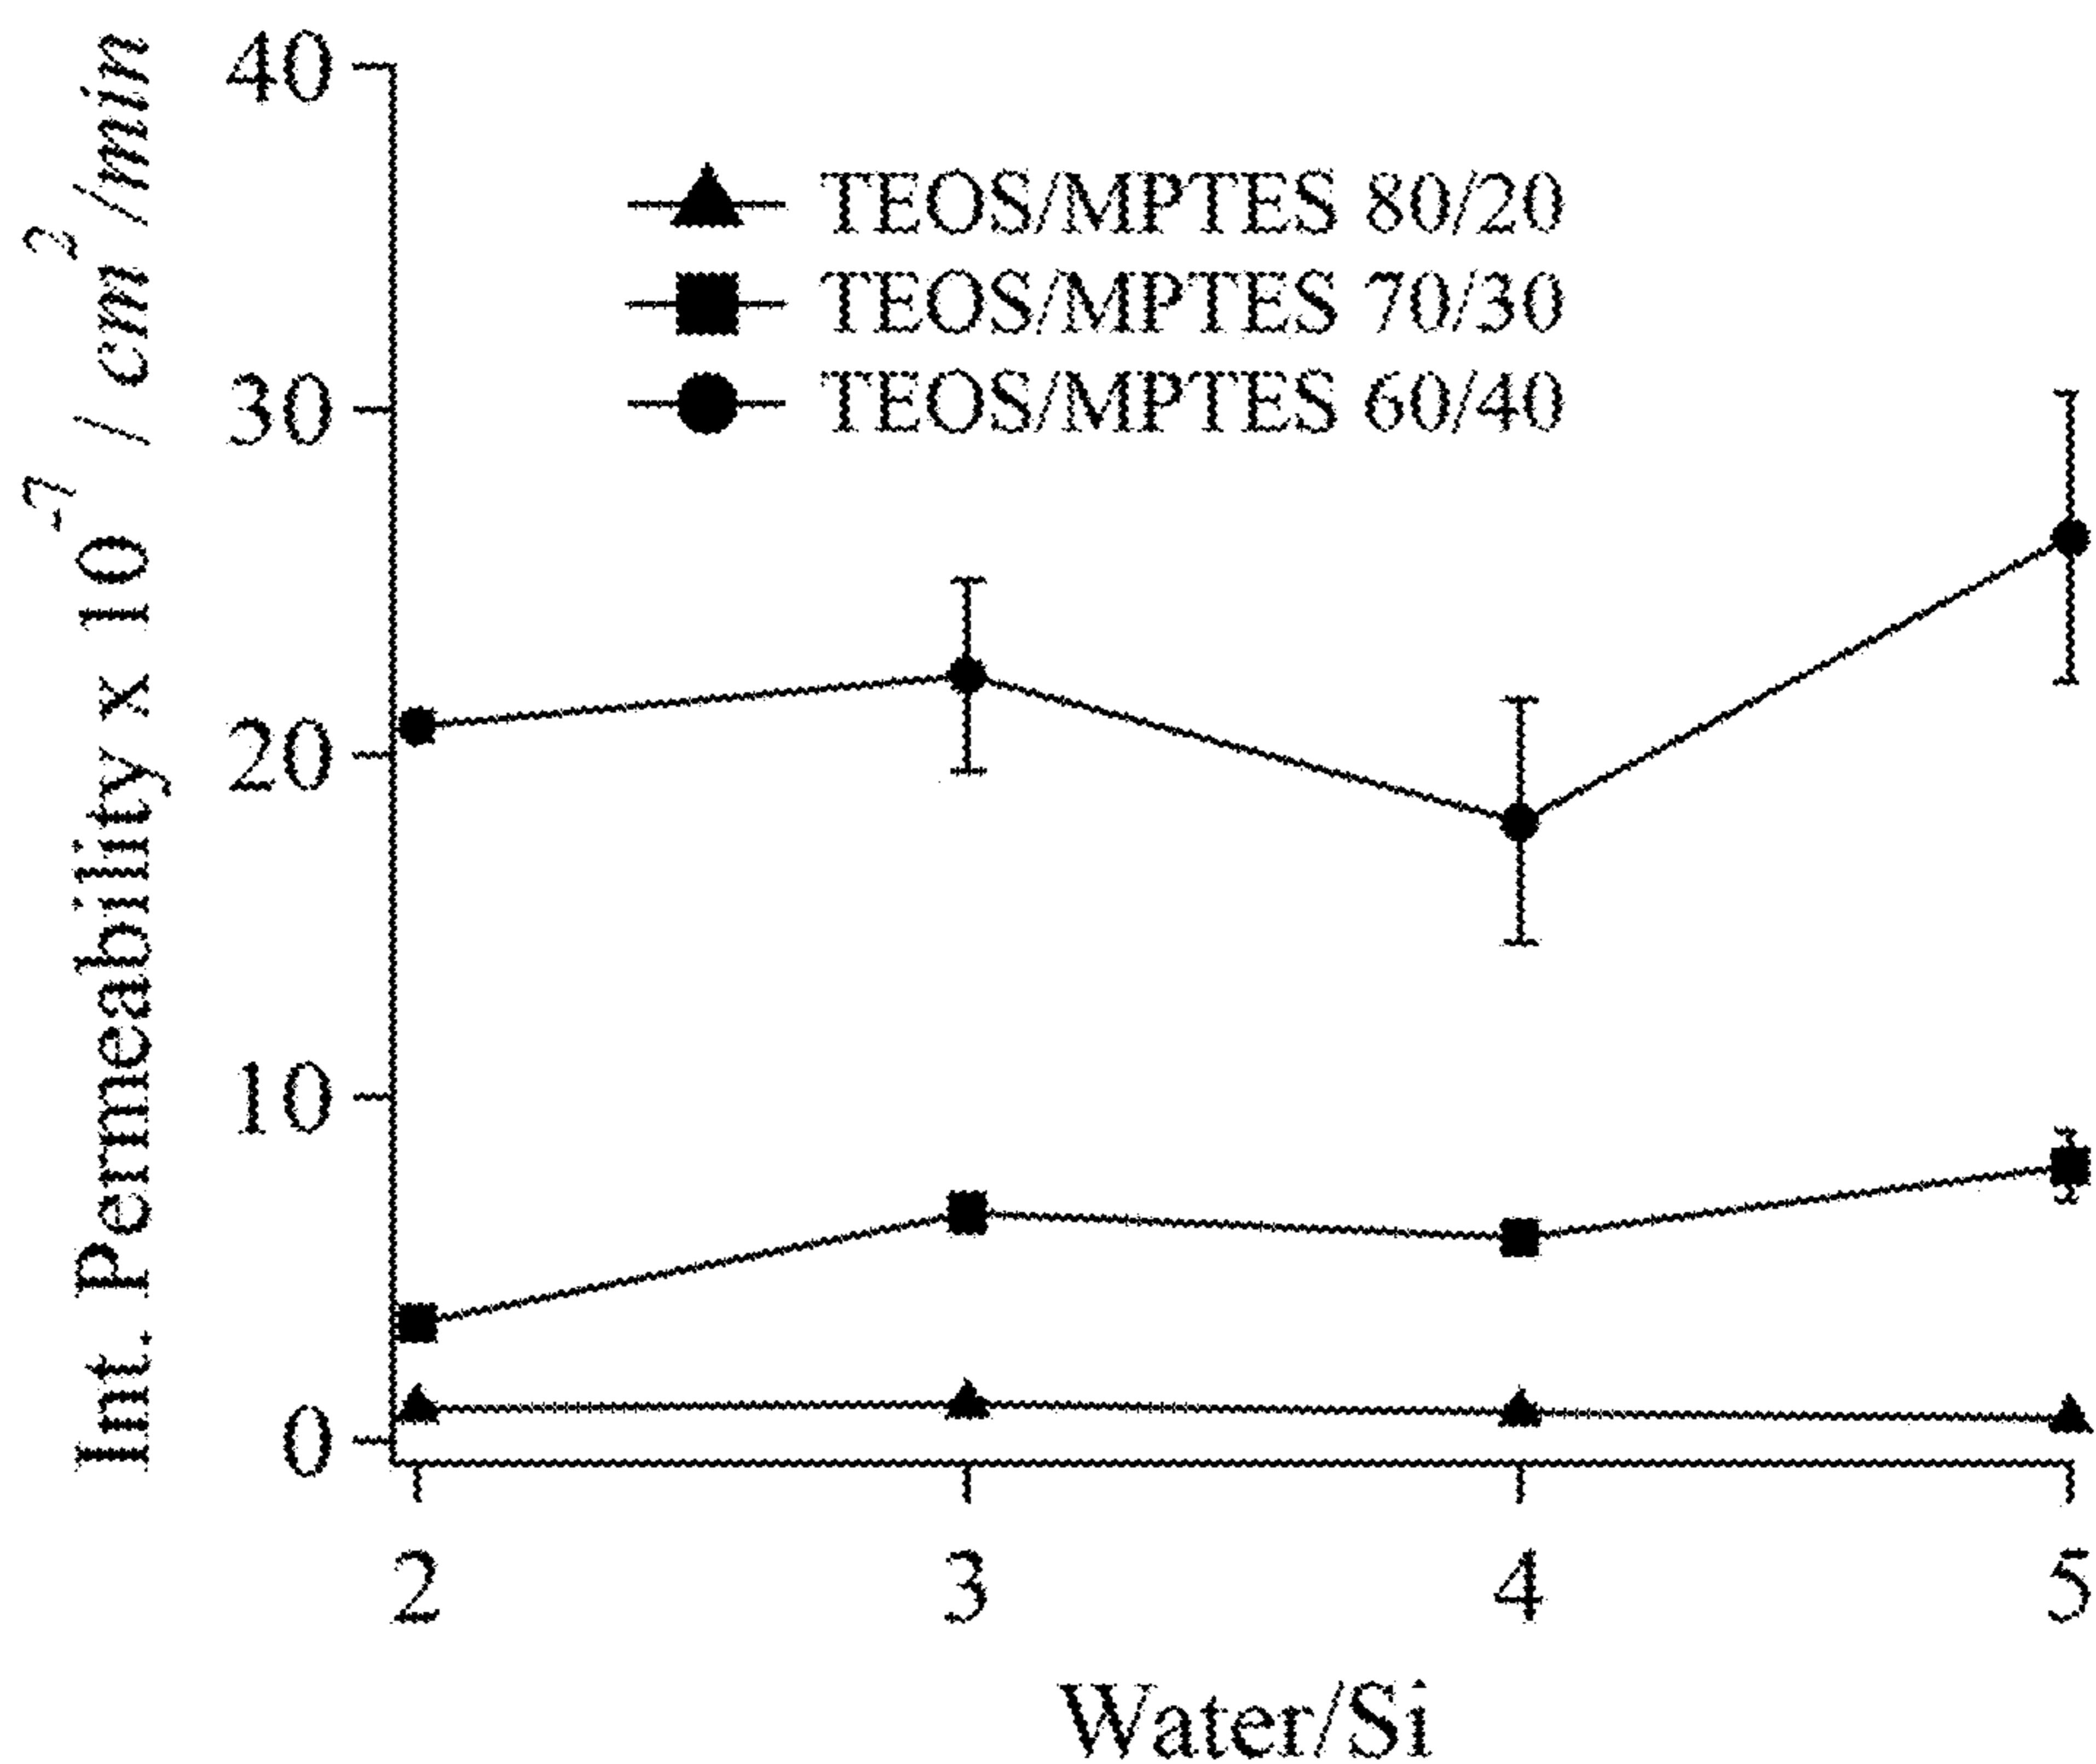 Int. Permeability x 10⁻⁷ / cm² /min
40
30
20
10
0
TEOS/MPTES 80/20
TEOS/MPTES 70/30
TEOS/MPTES 60/40
2 3 4 5
Water/Si